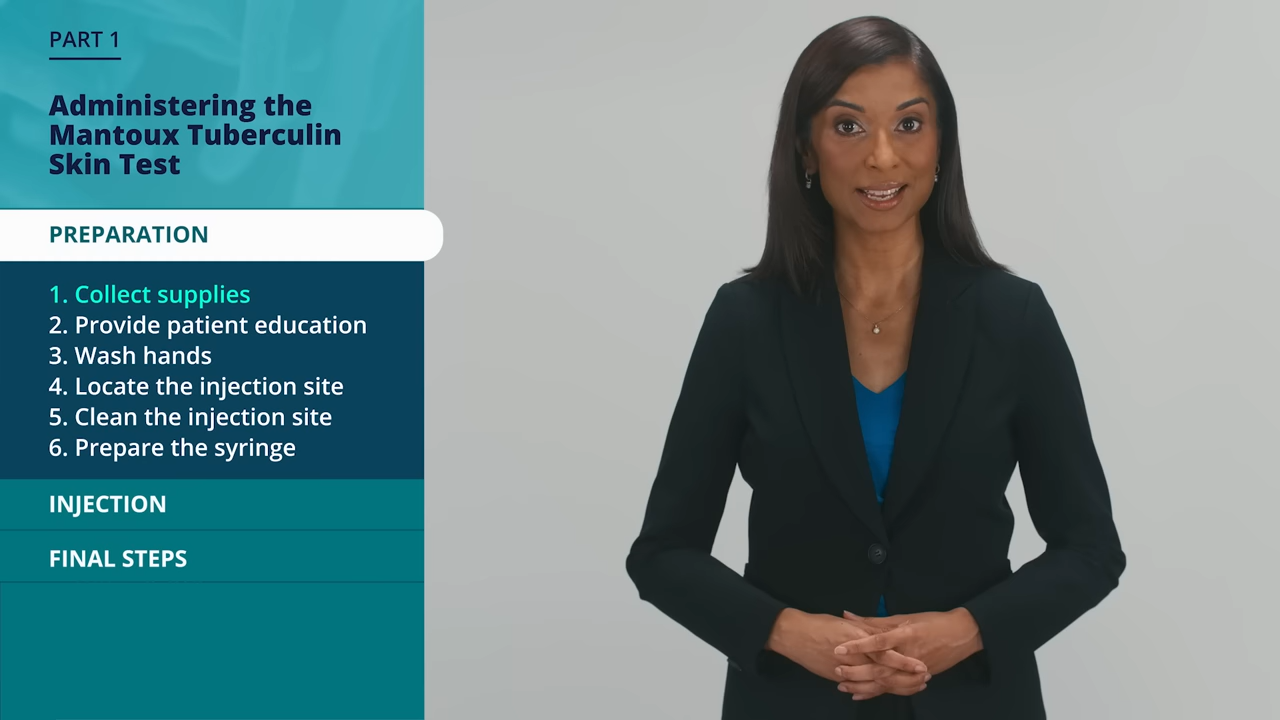 PART 1
Administering the
Mantoux Tuberculin
Skin Test
PREPARATION
1. Collect supplies
2. Provide patient education
3. Wash hands
4. Locate the injection site
5. Clean the injection site
6. Prepare the syringe
INJECTION
FINAL STEPS